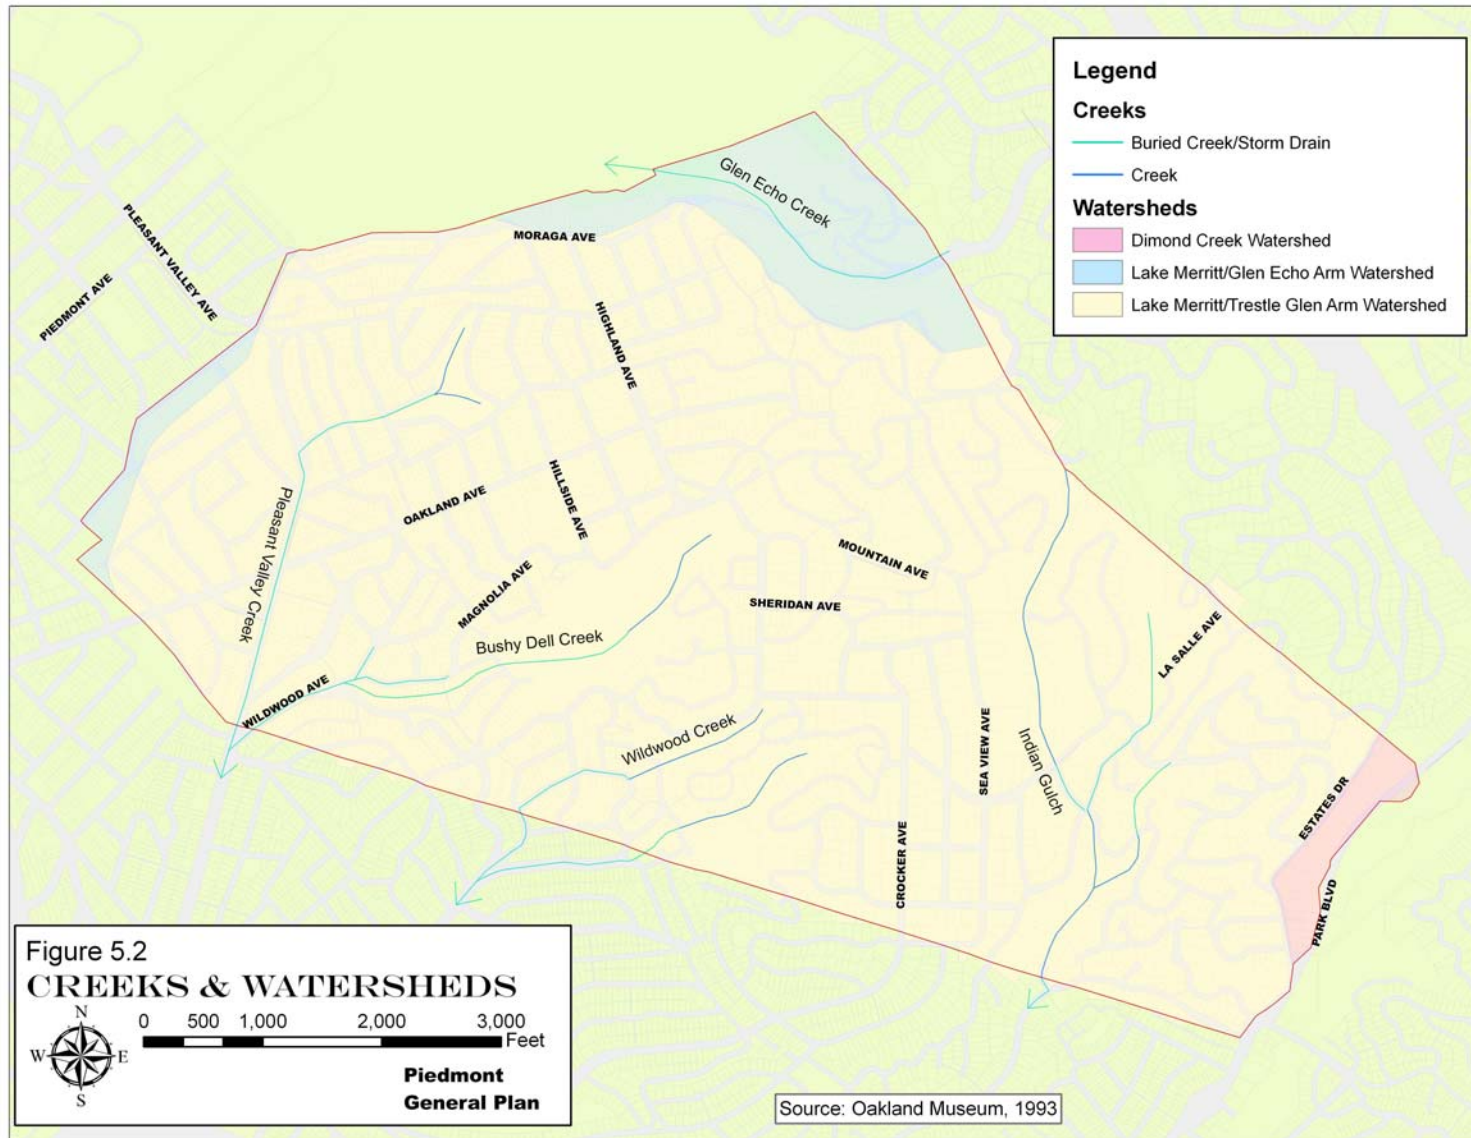 Legend
Creeks
Buried Creek/Storm Drain
Creek
Watersheds
Dimond Creek Watershed
Lake Merritt/Glen Echo Arm Watershed
Lake Merritt/Trestle Glen Arm Watershed
Glen Echo Creek
PLEASANT VALLEY AVE
MORAGA AVE
PIEDMONT AVE
HIGHLAND AVE
Pleasant Valley Creek
OAKLAND AVE
HILLSIDE AVE
MOUNTAIN AVE
MAGNOLIA AVE
SHERIDAN AVE
Bushy Dell Creek
LA SALLE AVE
WILDWOOD AVE
Wildwood Creek
SEA VIEW AVE
Indian Gulch
ESTATES DR
CROCKER AVE
PARK BLVD
Figure 5.2
CREEKS & WATERSHEDS
N
W E
S
0 500 1,000 2,000 3,000
Feet
Piedmont
General Plan
Source: Oakland Museum, 1993